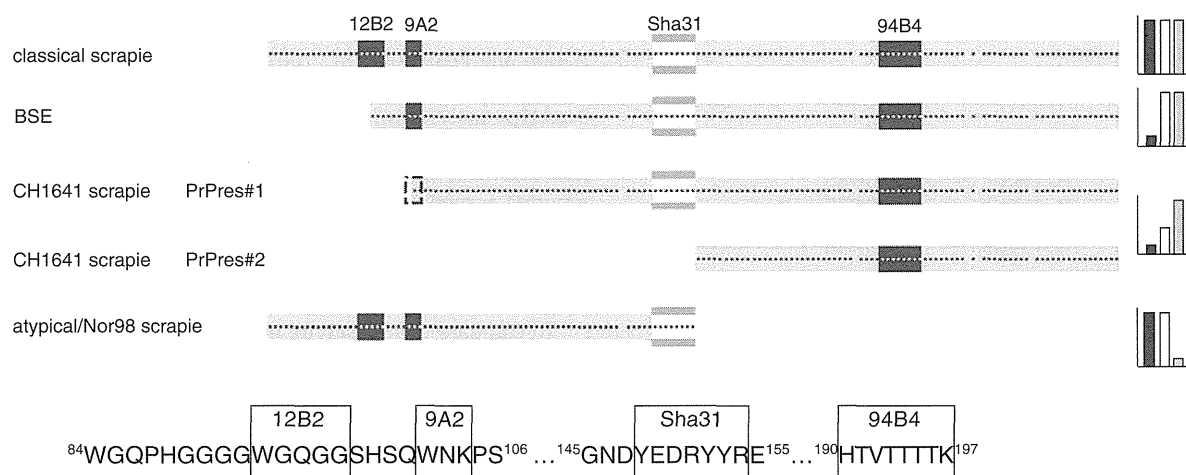 12B2 9A2 Sha31 94B4
classical scrapie
BSE
CH1641 scrapie PrPres#1
CH1641 scrapie PrPres#2
atypical/Nor98 scrapie
12B2 9A2 Sha31 94B4
84WGQPHGGGGWGQGGSHSQWNKPS106 ...145GNDYEDRYYRE155... 190HTVTTTTK197